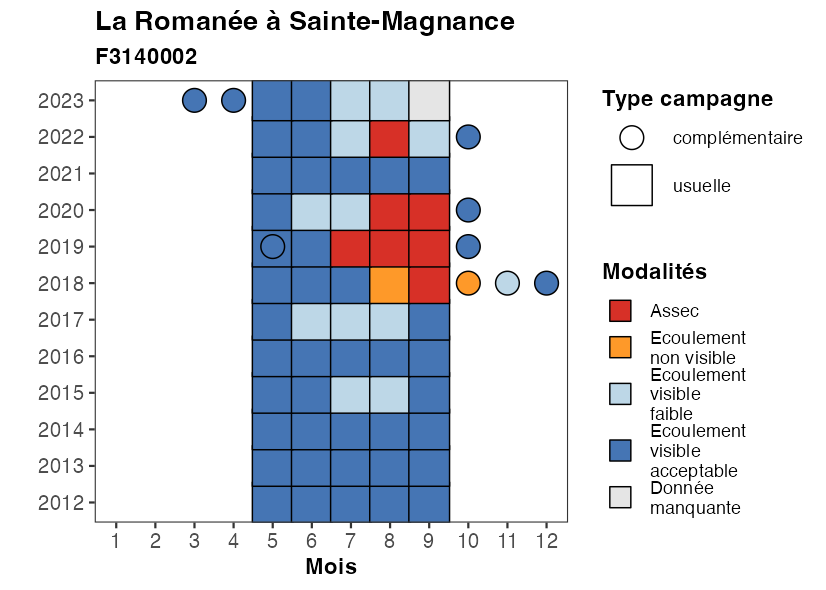 La Romanée à Sainte-Magnance
F3140002
2023
2022
2021
2020
2019
2018
2017
2016
2015
2014
2013
2012
1 2 3 4 5 6 7 8 9 10 11 12
Mois
Type campagne
complémentaire
usuelle
Modalités
Assec
Ecoulement
non visible
Ecoulement
visible
faible
Ecoulement
visible
acceptable
Donnée
manquante